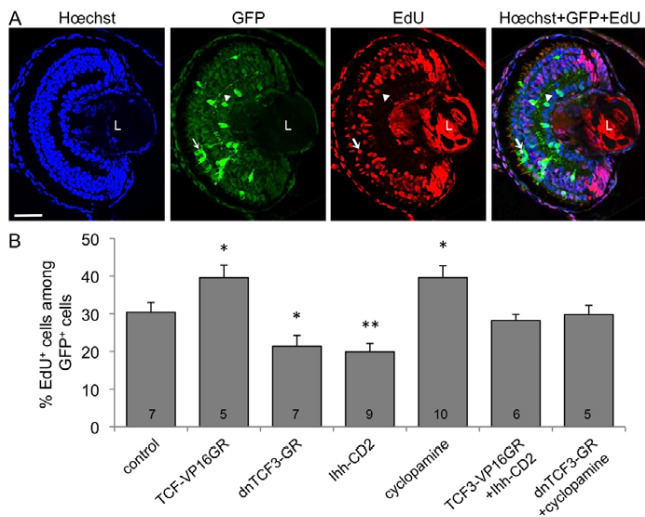 A
Hœchst
GFP
EdU
Hœchst+GFP+EdU
L
L
L
L
B
% EdU+ cells among
GFP+ cells
50
40
30
20
10
0
*
*
**
*
7
5
7
9
10
6
5
control
TCF-VP16GR
dnTCF3-GR
Ihh-CD2
cyclopamine
TCF3-VP16GR
+Ihh-CD2
dnTCF3-GR
+cyclopamine